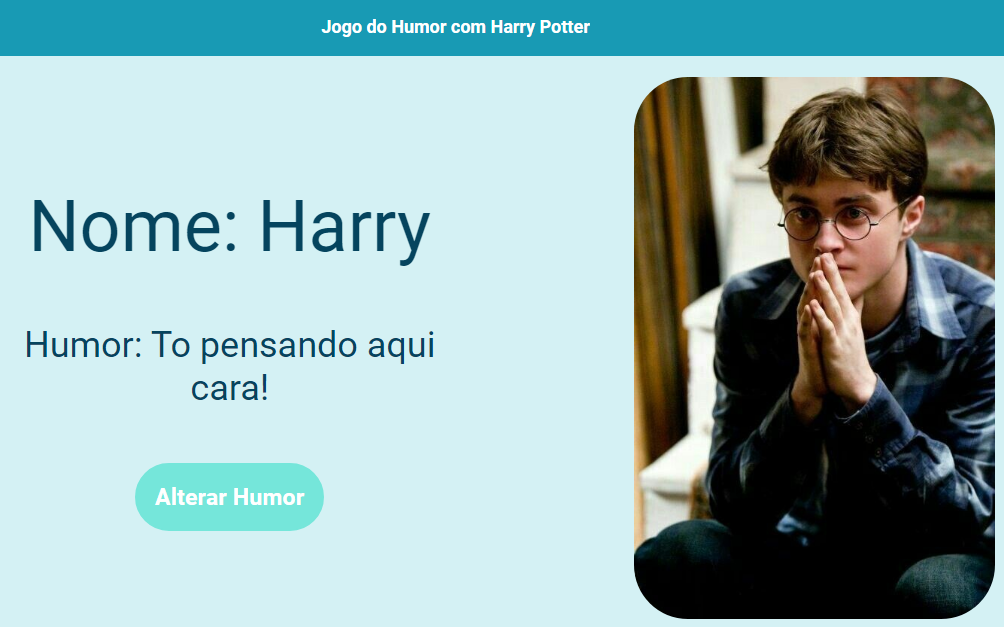 Jogo do Humor com Harry Potter
Nome: Harry
Humor: To pensando aqui
cara!
Alterar Humor